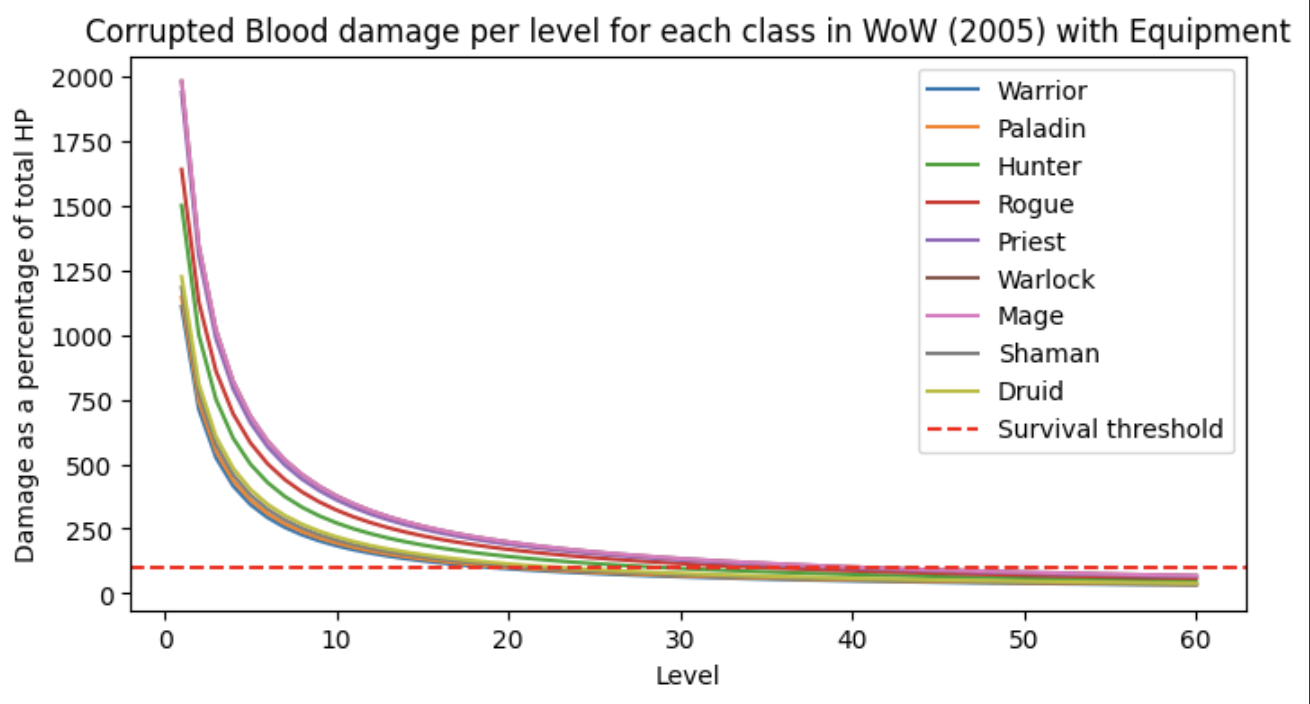 Corrupted Blood damage per level for each class in WoW (2005) with Equipment
Damage as a percentage of total HP
2000
1750
1500
1250
1000
750
500
250
0
Warrior
Paladin
Hunter
Rogue
Priest
Warlock
Mage
Shaman
Druid
Survival threshold
0 10 20 30 40 50 60
Level